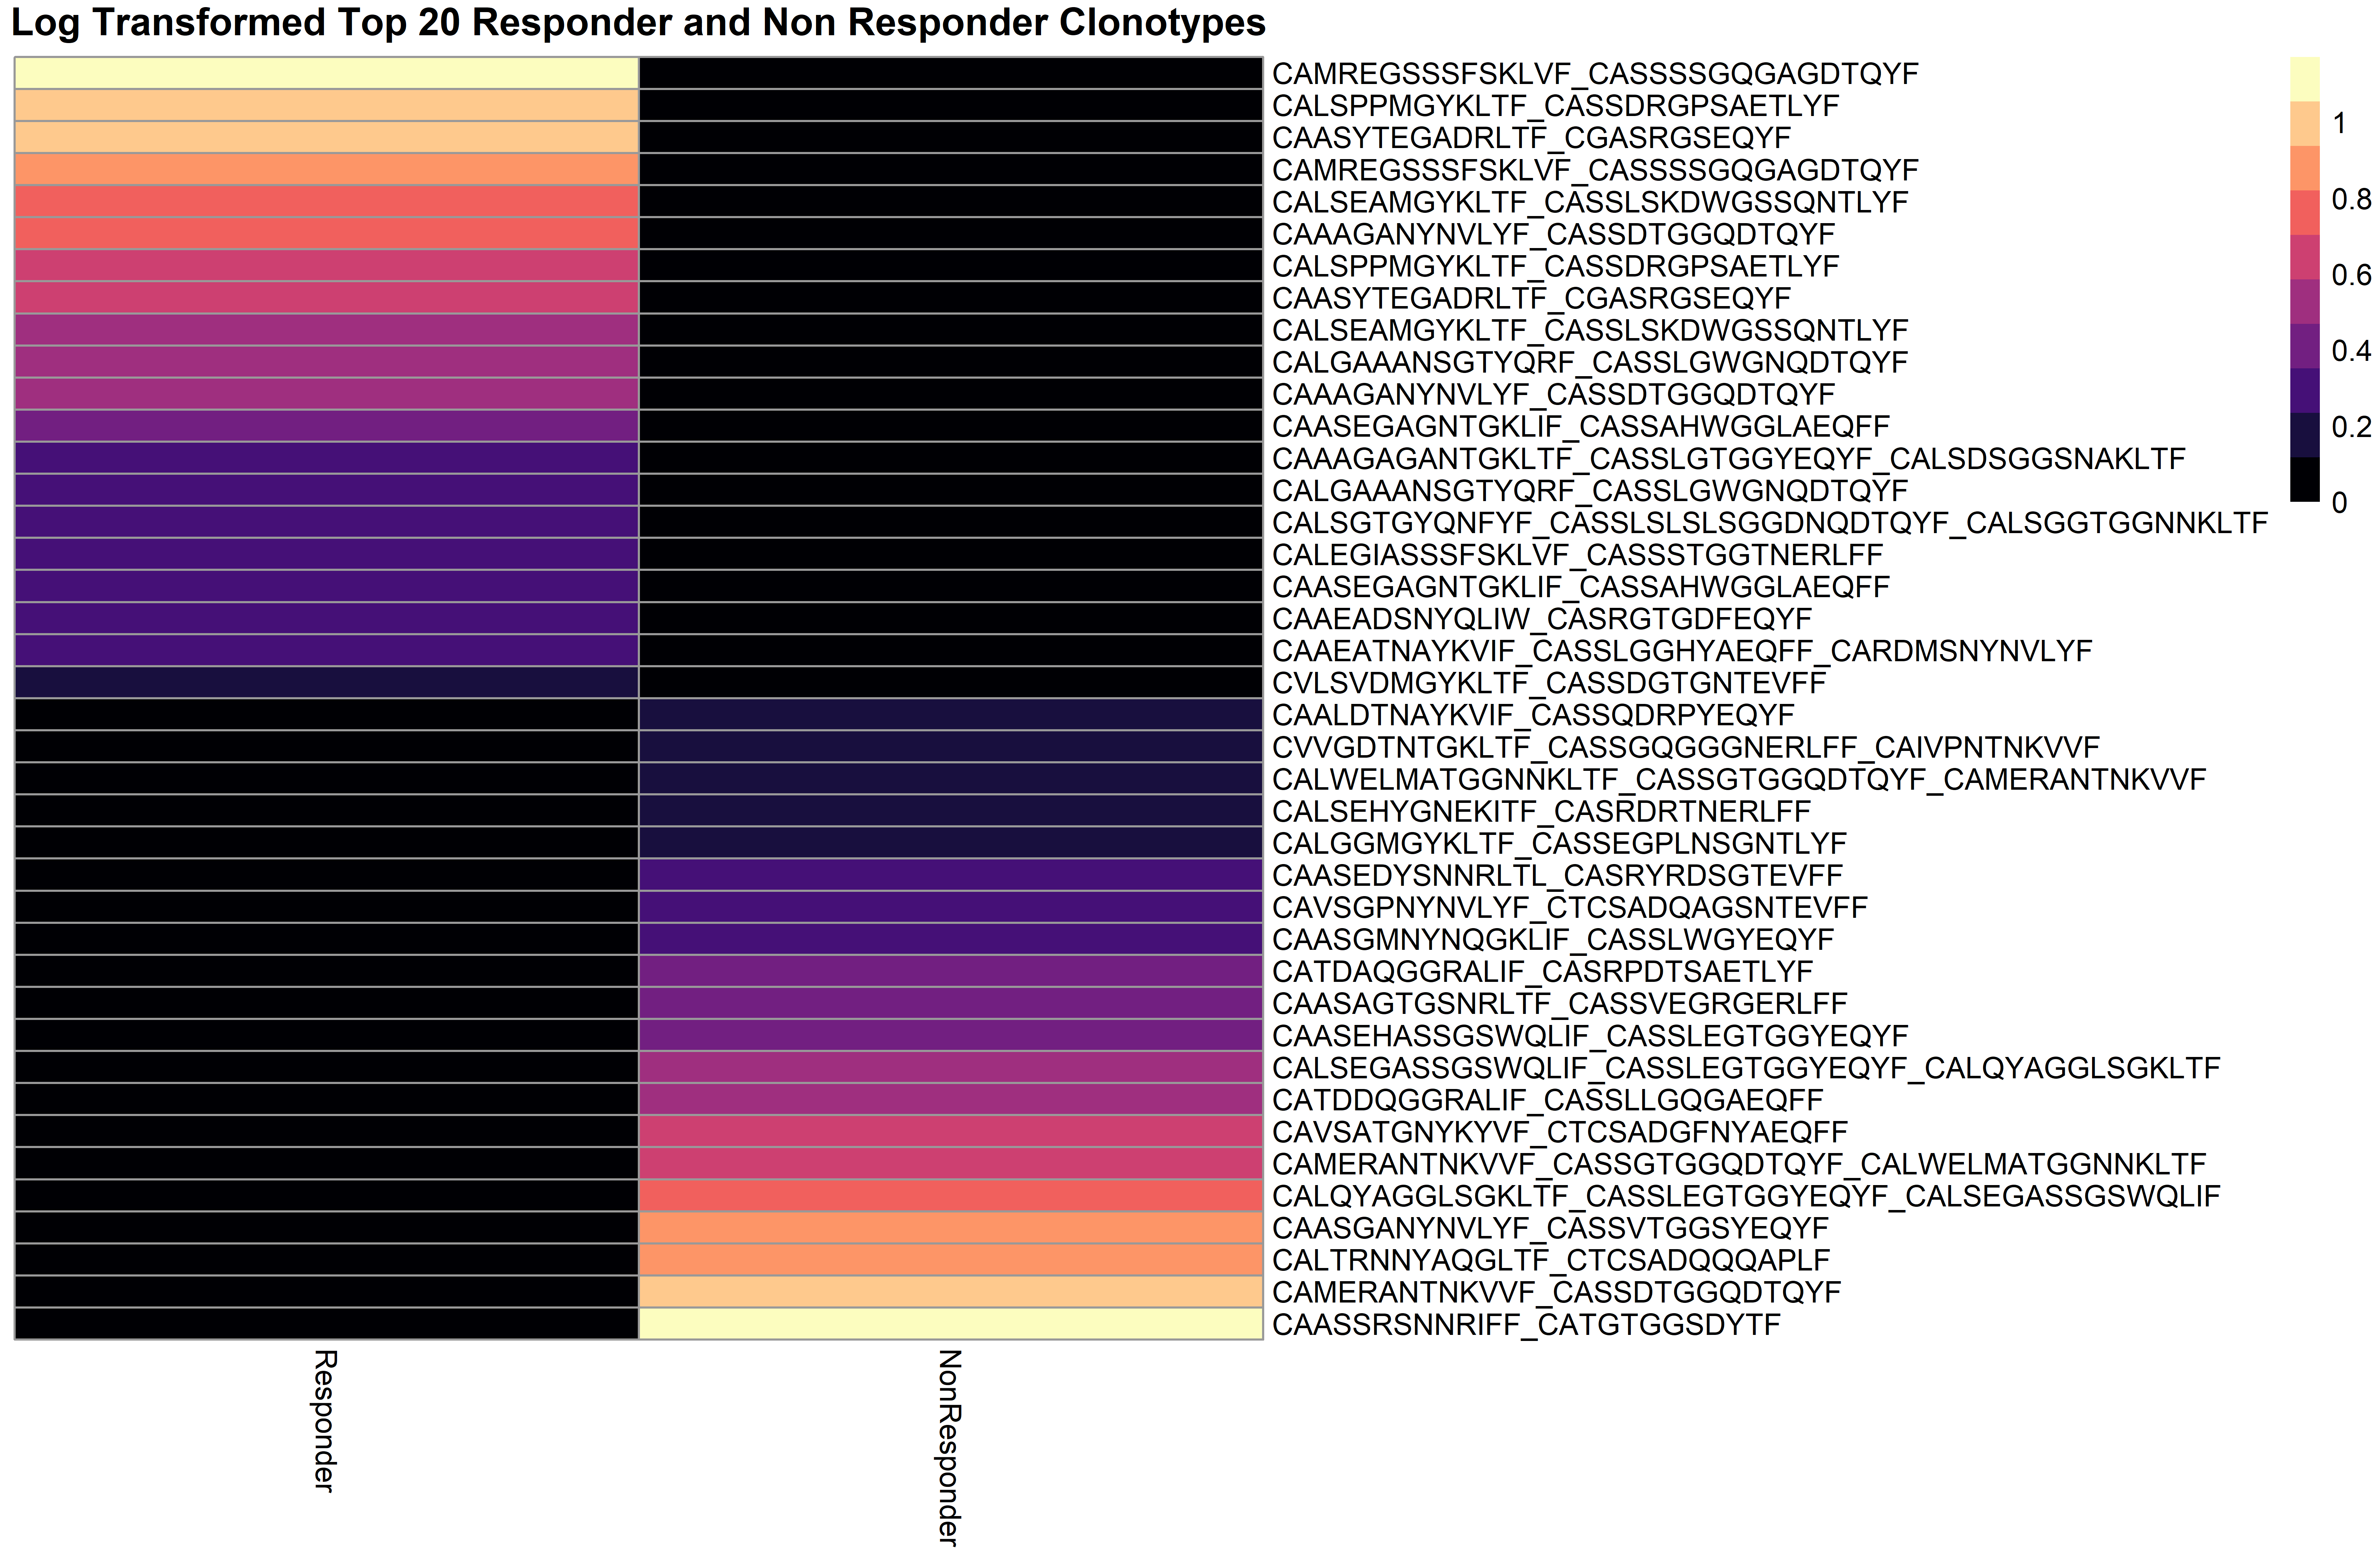 Log Transformed Top 20 Responder and Non Responder Clonotypes
CAMREGSSSFSKLVF_CASSSSGQGAGDTQYF
CALSPPMGYKLTF_CASSDRGPSAETLYF
CAASYTEGADRLTF_CGASRGSEQYF
CAMREGSSSFSKLVF_CASSSSGQGAGDTQYF
CALSEAMGYKLTF_CASSLSKDWGSSQNTLYF
CAAAGANYNVLYF_CASSDTGGQDTQYF
CALSPPMGYKLTF_CASSDRGPSAETLYF
CAASYTEGADRLTF_CGASRGSEQYF
CALSEAMGYKLTF_CASSLSKDWGSSQNTLYF
CALGAAANSGTYQRF_CASSLGWGNQDTQYF
CAAAGANYNVLYF_CASSDTGGQDTQYF
CAASEGAGNTGKLIF_CASSAHWGGLAEQFF
CAAAGAGANTGKLTF_CASSLGTGGYEQYF_CALSDSGGSNAKLTF
CALGAAANSGTYQRF_CASSLGWGNQDTQYF
CALSGTGYQNFYF_CASSLSLSLSGGDNQDTQYF_CALSGGTGGNNKLTF
CALEGIASSSFSKLVF_CASSSTGGTNERLFF
CAASEGAGNTGKLIF_CASSAHWGGLAEQFF
CAAEADSNYQLIW_CASRGTGDFEQYF
CAAEATNAYKVIF_CASSLGGHYAEQFF_CARDMSNYNVLYF
CVLSVDMGYKLTF_CASSDGTGNTEVFF
CAALDTNAYKVIF_CASSQDRPYEQYF
CVVGDTNTGKLTF_CASSGQGGGNERLFF_CAIVPNTNKVVF
CALWELMATGGNNKLTF_CASSGTGGQDTQYF_CAMERANTNKVVF
CALSEHYGNEKITF_CASRDRTNERLFF
CALGGMGYKLTF_CASSEGPLNSGNTLYF
CAASEDYSNNRLTL_CASRYRDSGTEVFF
CAVSGPNYNVLYF_CTCSADQAGSNTEVFF
CAASGMNYNQGKLIF_CASSLWGYEQYF
CATDAQGGRALIF_CASRPDTSAETLYF
CAASAGTGSNRLTF_CASSVEGRGERLFF
CAASEHASSGSWQLIF_CASSLEGTGGYEQYF
CALSEGASSGSWQLIF_CASSLEGTGGYEQYF_CALQYAGGLSGKLTF
CATDDQGGRALIF_CASSLLGQGAEQFF
CAVSATGNYKYVF_CTCSADGFNYAEQFF
CAMERANTNKVVF_CASSGTGGQDTQYF_CALWELMATGGNNKLTF
CALQYAGGLSGKLTF_CASSLEGTGGYEQYF_CALSEGASSGSWQLIF
CAASGANYNVLYF_CASSVTGGSYEQYF
CALTRNNYAQGLTF_CTCSADQQQAPLF
CAMERANTNKVVF_CASSDTGGQDTQYF
CAASSRSNNRIFF_CATGTGGSDYTF
1
0.8
0.6
0.4
0.2
0
Responder
NonResponder